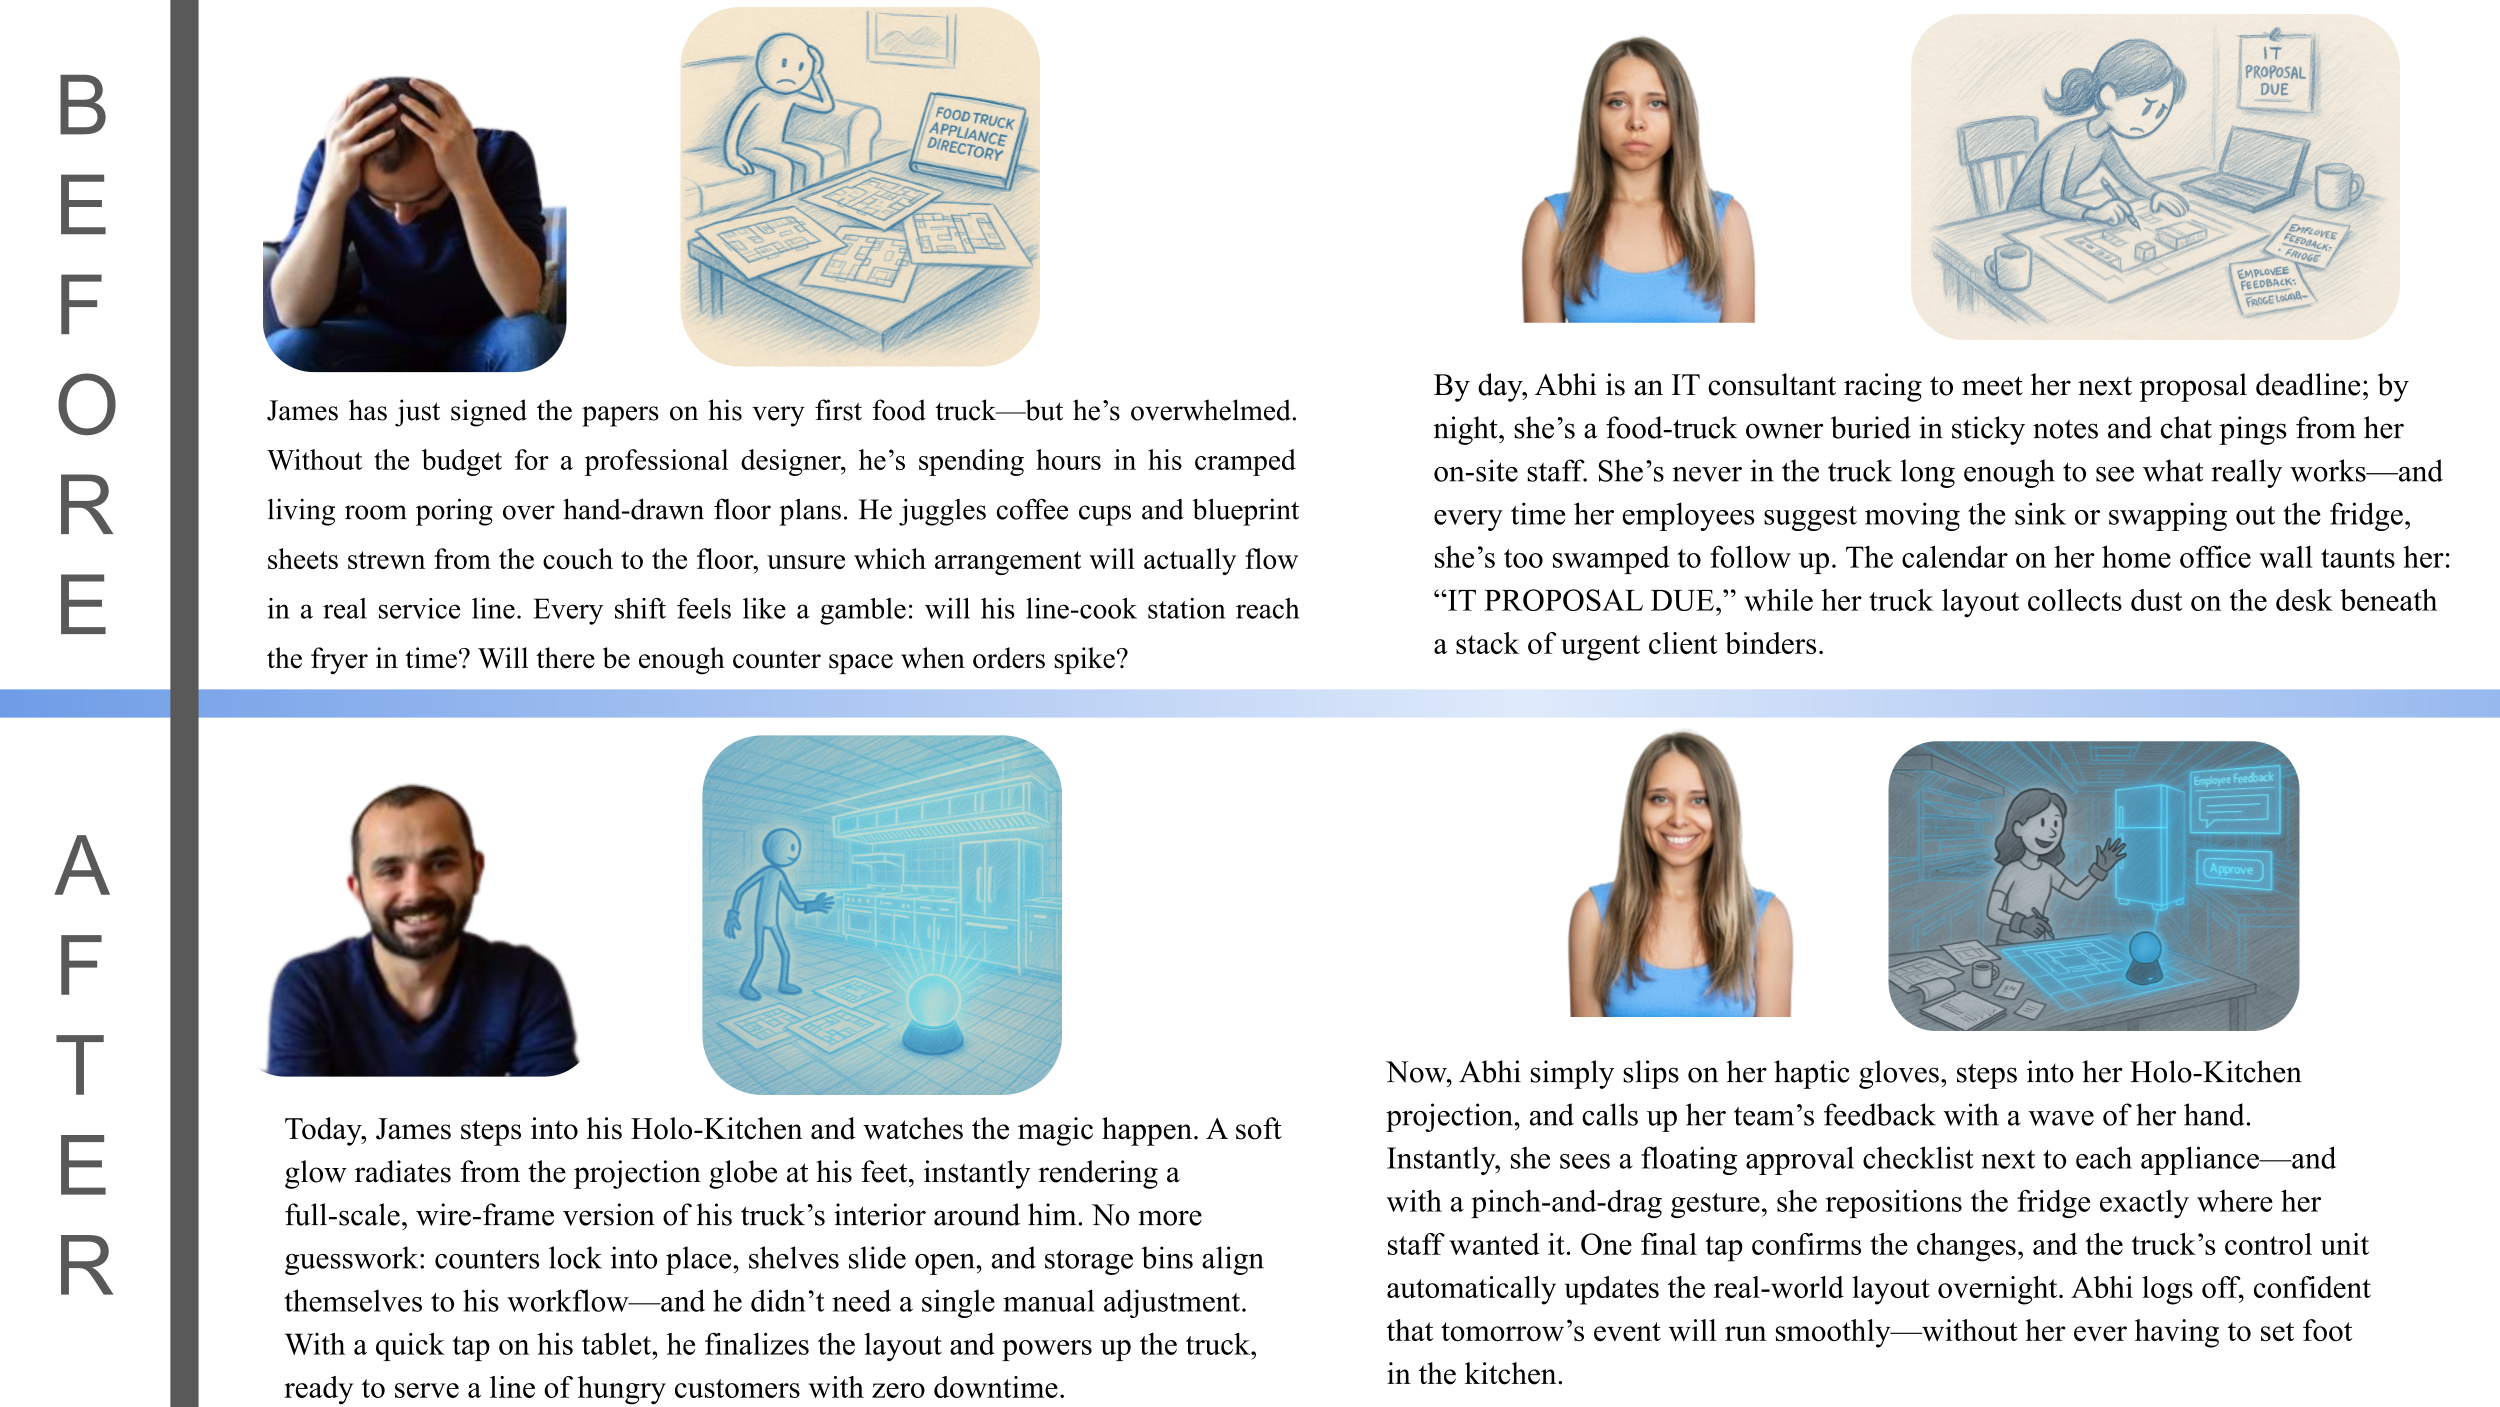 BEFORE
FOOD TRUCK
APPLIANCE
DIRECTORY
James has just signed the papers on his very first food truck—but he’s overwhelmed.
Without the budget for a professional designer, he’s spending hours in his cramped
living room poring over hand-drawn floor plans. He juggles coffee cups and blueprint
sheets strewn from the couch to the floor, unsure which arrangement will actually flow
in a real service line. Every shift feels like a gamble: will his line-cook station reach
the fryer in time? Will there be enough counter space when orders spike?
IT
PROPOSAL
DUE
EMPLOYEE
FEEDBACK:
- FRIDGE
EMPLOYEE
FEEDBACK:
FRIDGE
By day, Abhi is an IT consultant racing to meet her next proposal deadline; by
night, she’s a food-truck owner buried in sticky notes and chat pings from her
on-site staff. She’s never in the truck long enough to see what really works—and
every time her employees suggest moving the sink or swapping out the fridge,
she’s too swamped to follow up. The calendar on her home office wall taunts her:
“IT PROPOSAL DUE,” while her truck layout collects dust on the desk beneath
a stack of urgent client binders.
AFTER
Today, James steps into his Holo-Kitchen and watches the magic happen. A soft
glow radiates from the projection globe at his feet, instantly rendering a
full-scale, wire-frame version of his truck’s interior around him. No more
guesswork: counters lock into place, shelves slide open, and storage bins align
themselves to his workflow—and he didn’t need a single manual adjustment.
With a quick tap on his tablet, he finalizes the layout and powers up the truck,
ready to serve a line of hungry customers with zero downtime.
Employee Feedback
Approve
Now, Abhi simply slips on her haptic gloves, steps into her Holo-Kitchen
projection, and calls up her team’s feedback with a wave of her hand.
Instantly, she sees a floating approval checklist next to each appliance—and
with a pinch-and-drag gesture, she repositions the fridge exactly where her
staff wanted it. One final tap confirms the changes, and the truck’s control unit
automatically updates the real-world layout overnight. Abhi logs off, confident
that tomorrow’s event will run smoothly—without her ever having to set foot
in the kitchen.